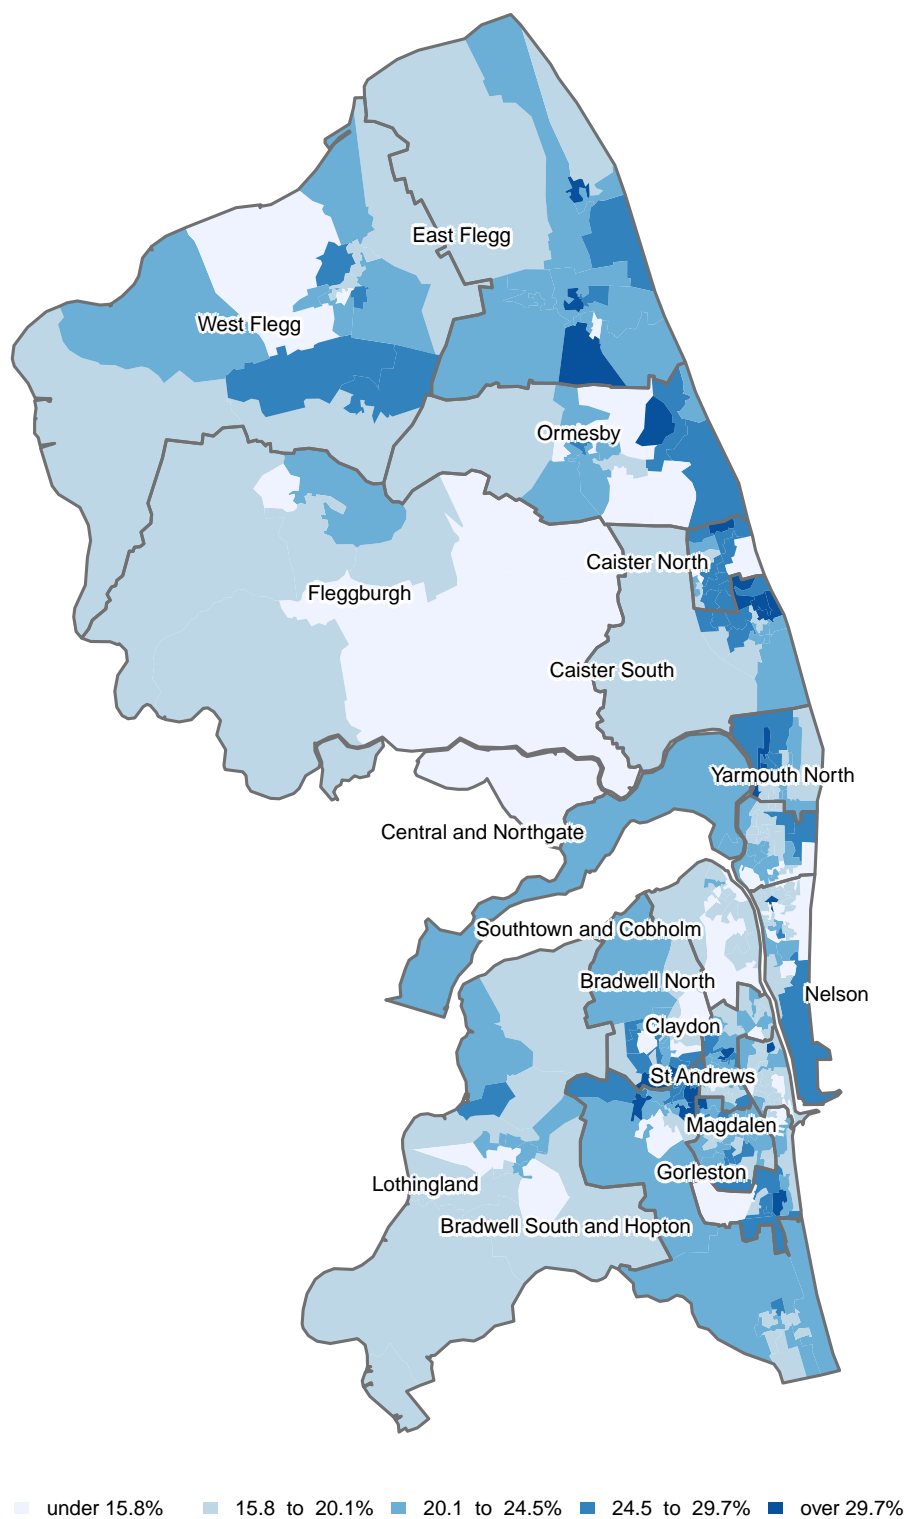 East Flegg
West Flegg
Ormesby
Caister North
Fleggburgh
Caister South
Yarmouth North
Central and Northgate
Southtown and Cobholm
Bradwell North
Nelson
Claydon
St Andrews
Magdalen
Gorleston
Lothingland
Bradwell South and Hopton
under 15.8% 15.8 to 20.1% 20.1 to 24.5% 24.5 to 29.7% over 29.7%